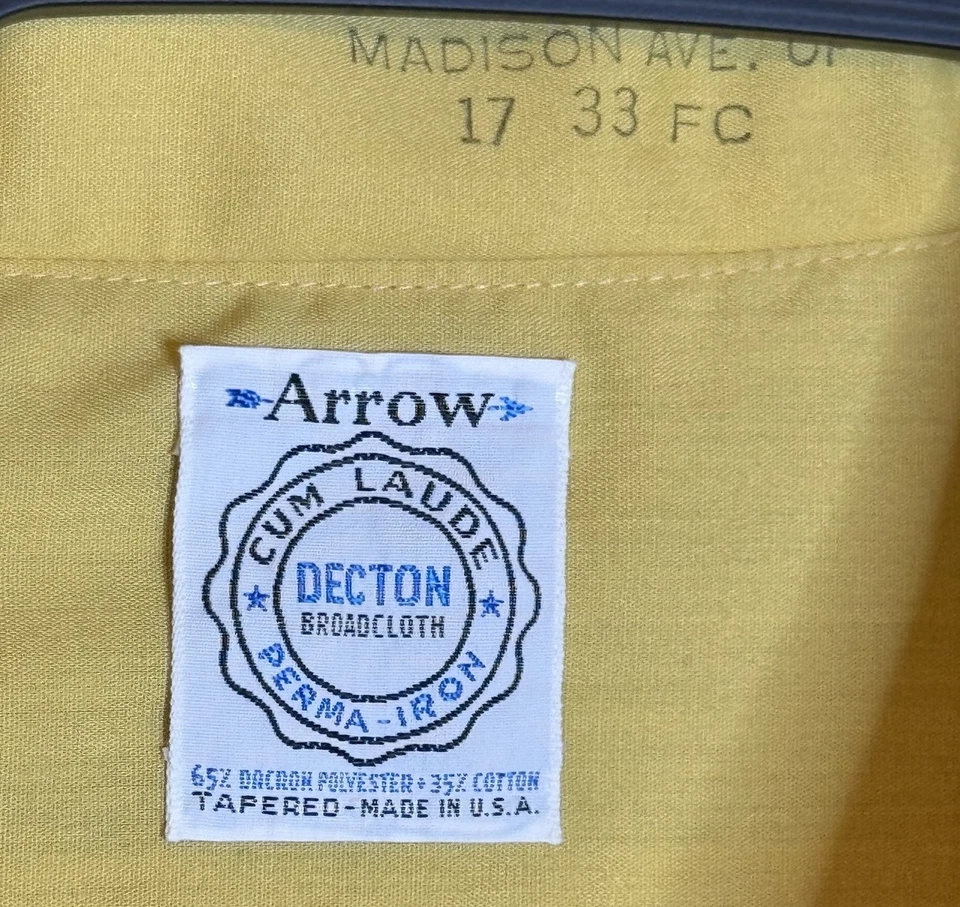 MADISON AVE.
17 33 FC
Arrow
CUM LAUDE
DECTON
BROADCLOTH
PERMA-IRON
65% DACRON POLYESTER + 35% COTTON
TAPERED-MADE IN U.S.A.